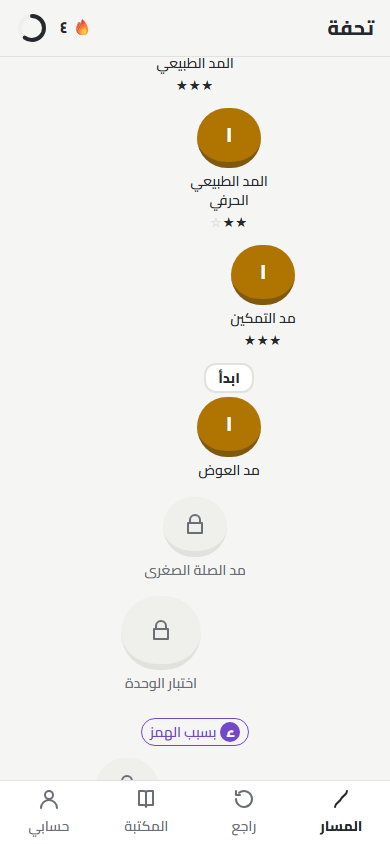 تحفة
٤
المد الطبيعي
★★★
ا
المد الطبيعي
الحرفي
★★☆
ا
مد التمكين
★★★
ابدأ
ا
مد العوض
مد الصلة الصغرى
اختبار الوحدة
ء بسبب الهمز
المسار
راجع
المكتبة
حسابي